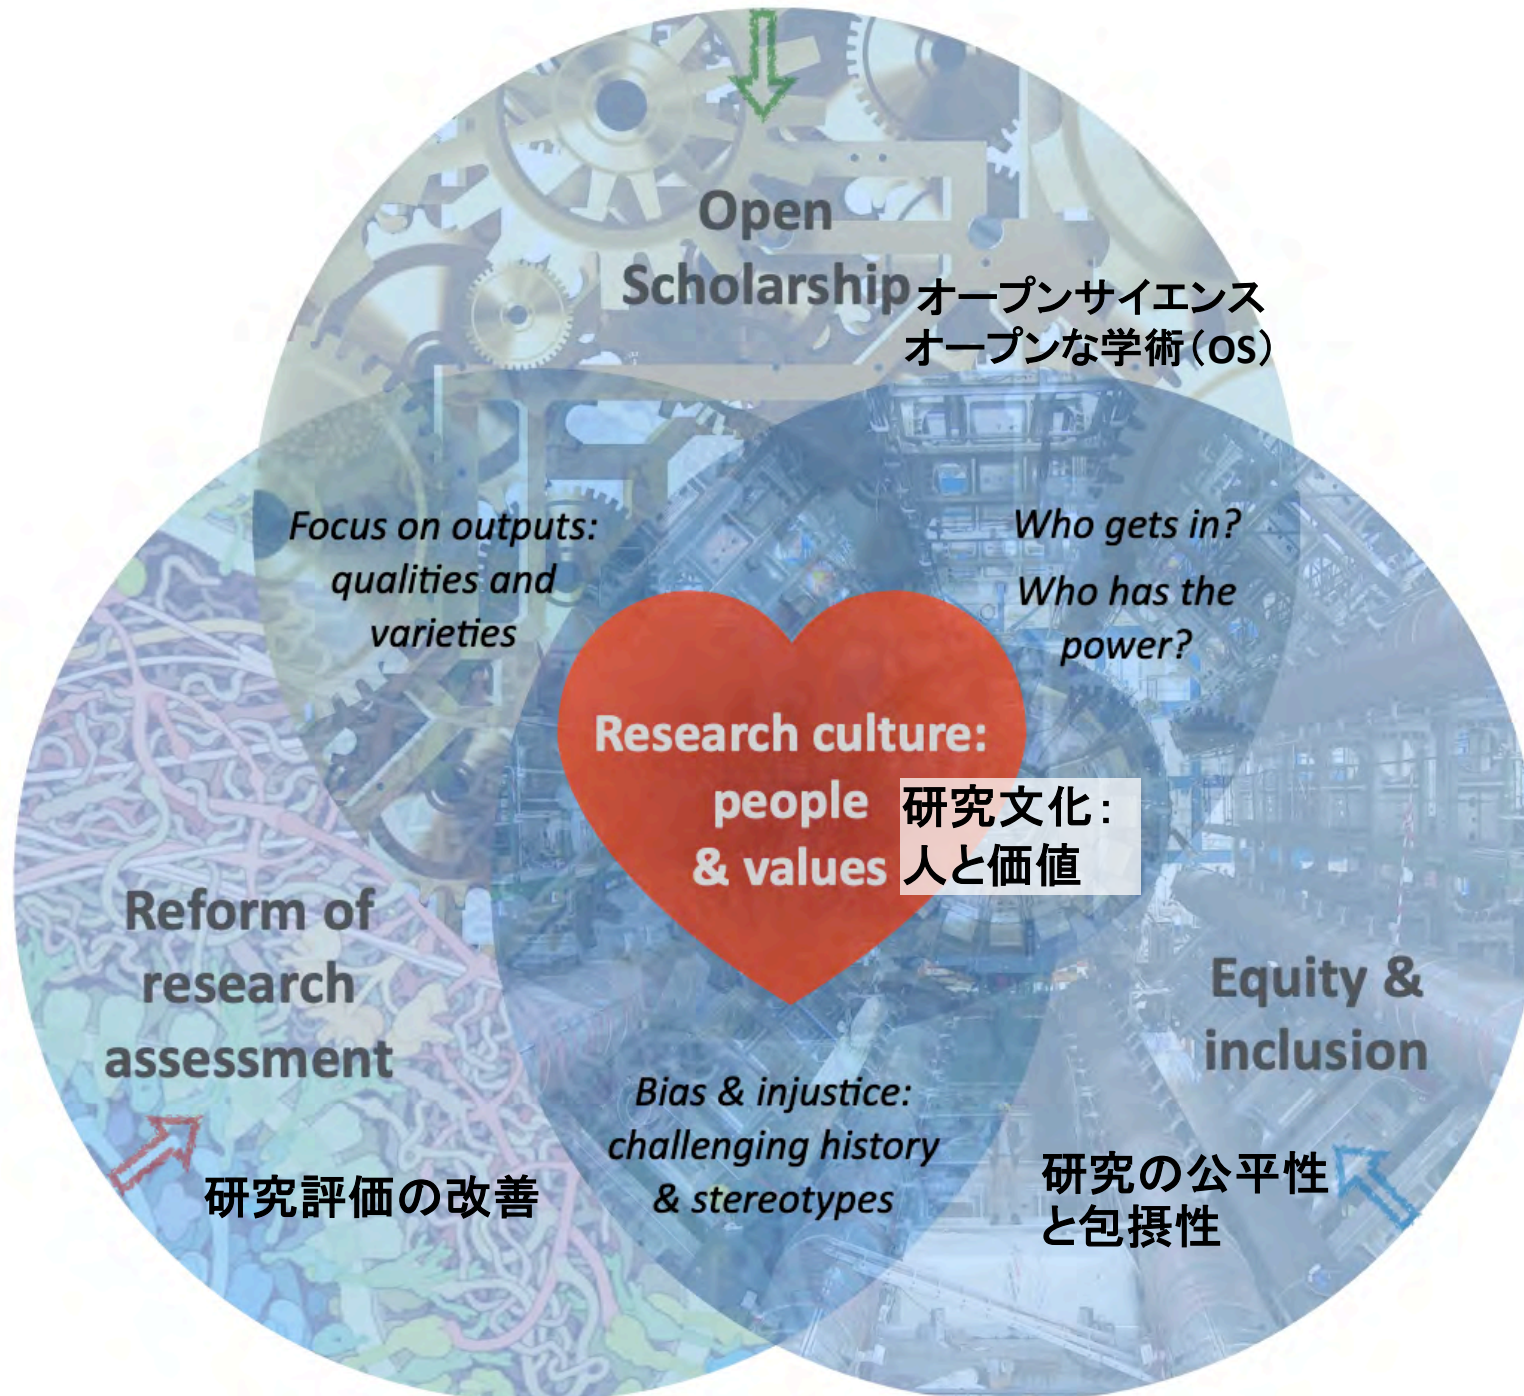 Open
Scholarship
オープンサイエンス
オープンな学術（OS）
Focus on outputs:
qualities and
varieties
Who gets in?
Who has the
power?
Research culture:
people
& values
研究文化：
人と価値
Reform of
research
assessment
研究評価の改善
Equity &
inclusion
研究の公平性
と包摂性
Bias & injustice:
challenging history
& stereotypes